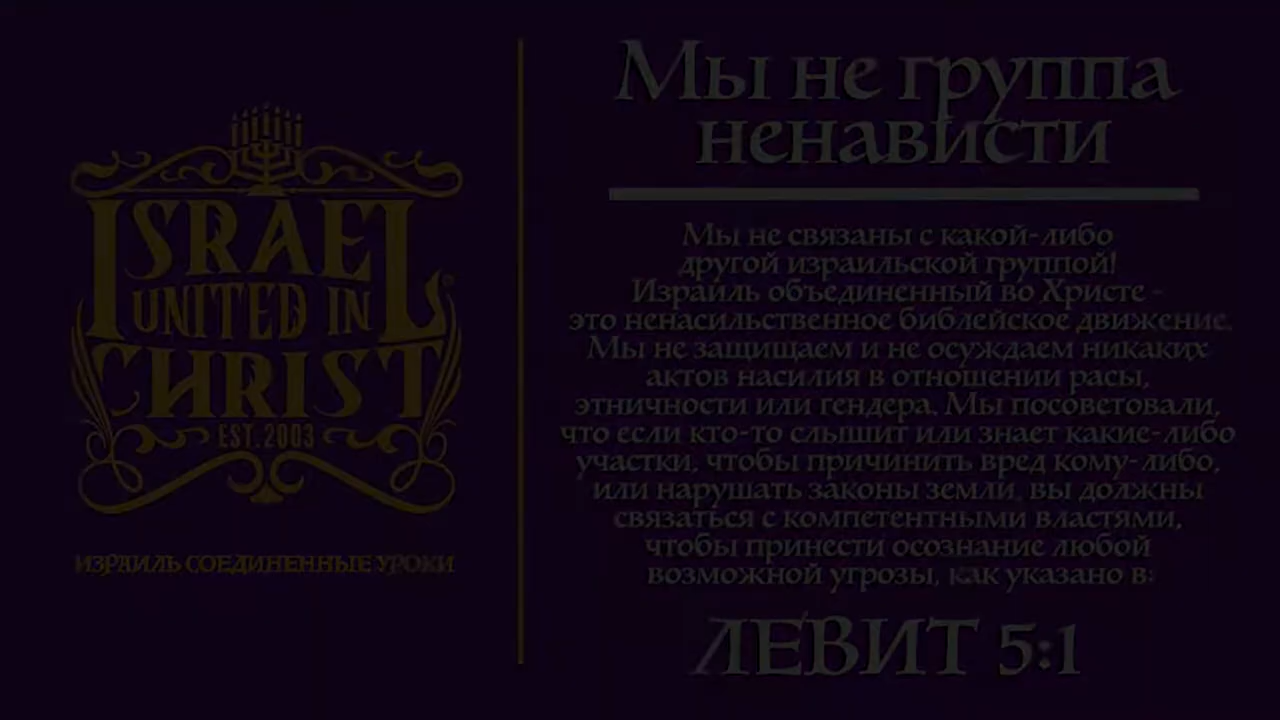 ISRAEL
UNITED IN
CHRIST
EST. 2003
ИЗРАИЛЬ СОЕДИНЕННЫЕ УРОКИ
Мы не группа
ненависти
Мы не связаны с какой-либо
другой израильской группой!
Израиль объединенный во Христе -
это ненасильственное библейское движение.
Мы не защищаем и не осуждаем никаких
актов насилия в отношении расы,
этничности или гендера. Мы посоветовали,
что если кто-то слышит или знает какие-либо
участки, чтобы причинить вред кому-либо,
или нарушать законы земли, вы должны
связаться с компетентными властями,
чтобы принести осознание любой
возможной угрозы, как указано в:
ЛЕВИТ 5:1